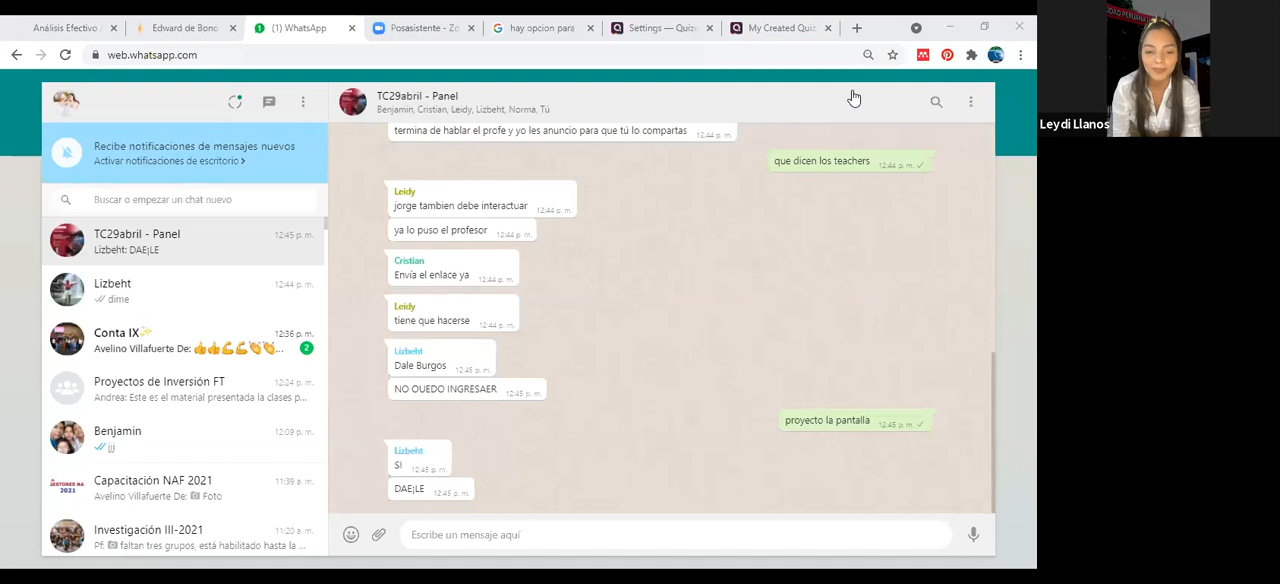 Análisis Efectivo
Edward de Bono
(1) WhatsApp
Posasistente - Zo
hay opcion para
Settings — Quiz
My Created Quiz
web.whatsapp.com
Leydi Llanos
Recibe notificaciones de mensajes nuevos
Activar notificaciones de escritorio >
Buscar o empezar un chat nuevo
TC29abril - Panel
12:45 p. m.
Lizbeht: DAE¡LE
Lizbeht
12:44 p. m.
dime
Conta IX✨
12:36 p. m.
Avelino Villafuerte De: 👍👍💪💪👏👏...
2
Proyectos de Inversión FT
12:24 p. m.
Andrea: Este es el material presentada la clases p...
Benjamin
12:09 p. m.
jjj
Capacitación NAF 2021
11:39 a. m.
Avelino Villafuerte De: Foto
Investigación III-2021
11:20 a. m.
Pf: faltan tres grupos, está habilitado hasta la ...
TC29abril - Panel
Benjamin, Cristian, Leidy, Lizbeht, Norma, Tú
termina de hablar el profe y yo les anuncio para que tú lo compartas
12:44 p. m.
que dicen los teachers
12:44 p. m.
Leidy
jorge tambien debe interactuar
12:44 p. m.
ya lo puso el profesor
12:44 p. m.
Cristian
Envía el enlace ya
12:44 p. m.
Leidy
tiene que hacerse
12:44 p. m.
Lizbeht
Dale Burgos
12:45 p. m.
NO OUEDO INGRESAER
12:45 p. m.
proyecto la pantalla
12:45 p. m.
Lizbeht
SI
12:45 p. m.
DAE¡LE
12:45 p. m.
Escribe un mensaje aquí